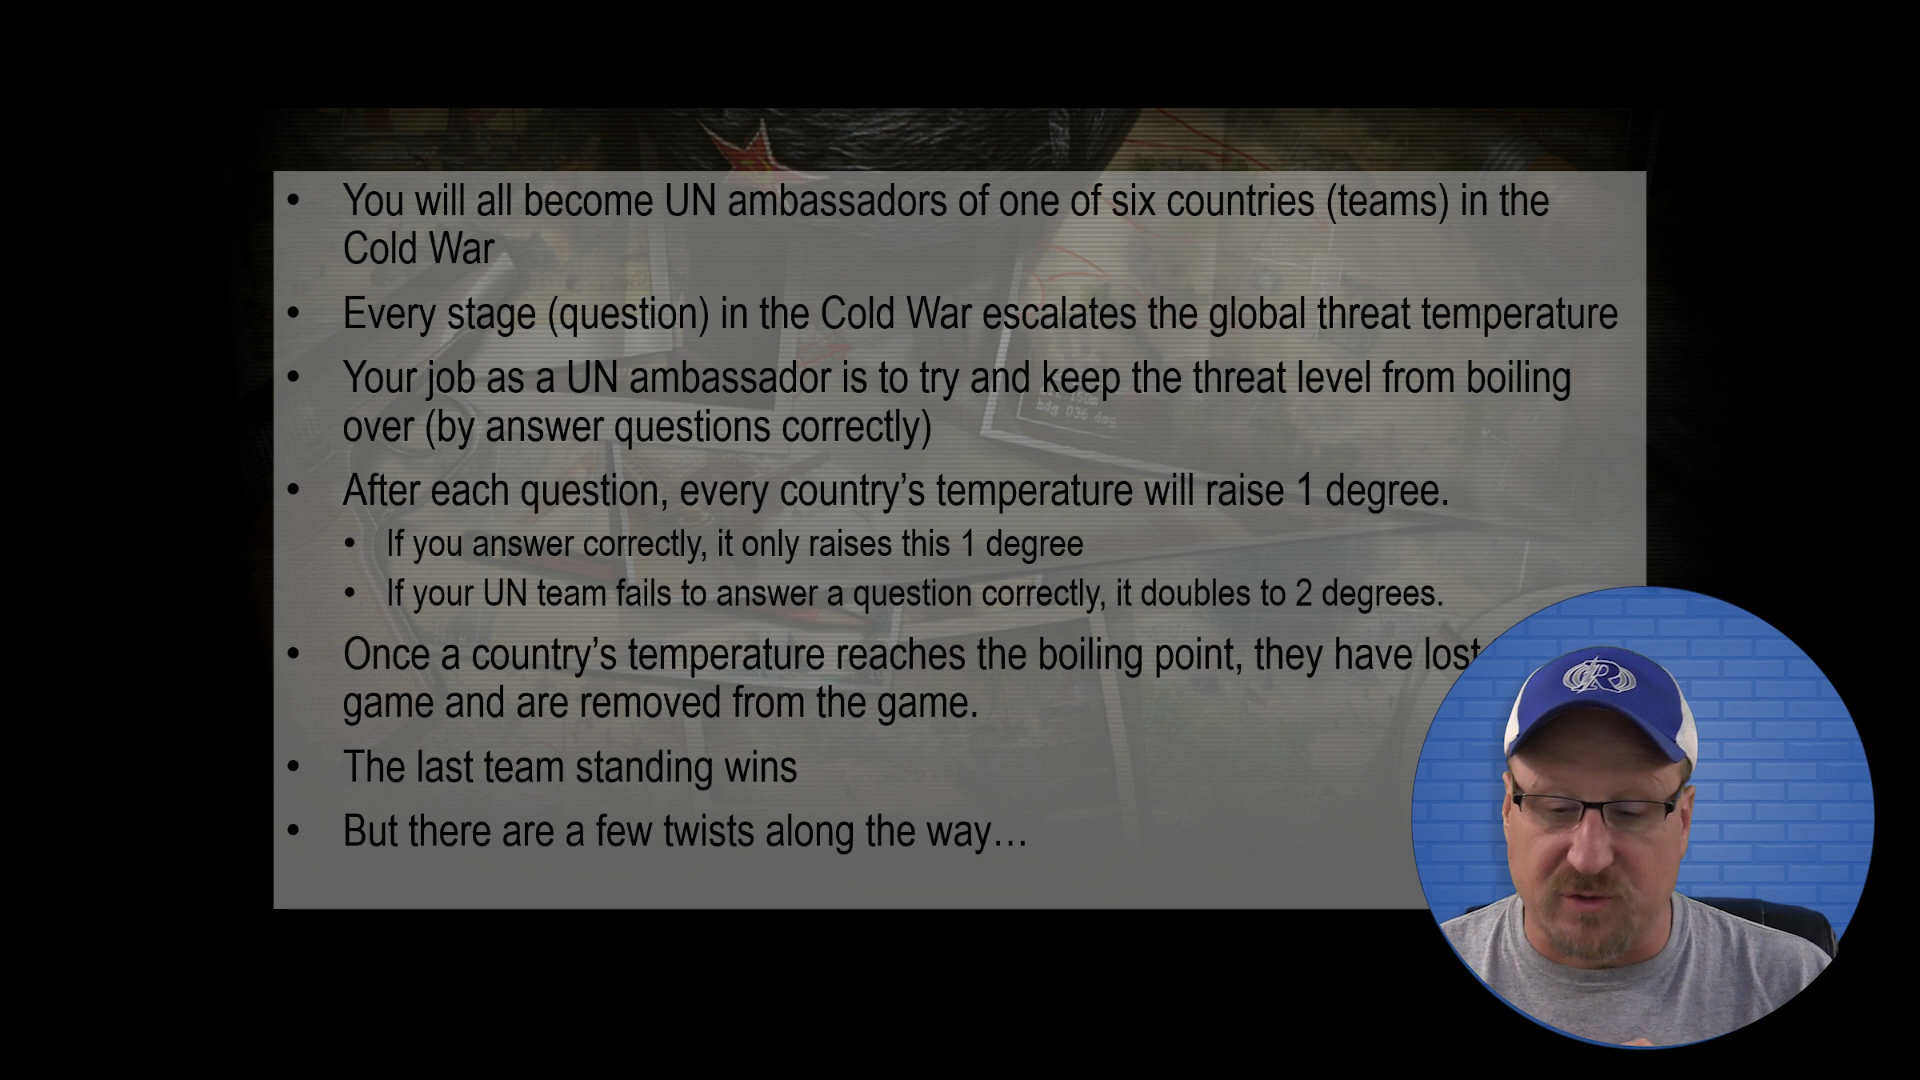 • You will all become UN ambassadors of one of six countries (teams) in the
Cold War
• Every stage (question) in the Cold War escalates the global threat temperature
• Your job as a UN ambassador is to try and keep the threat level from boiling
over (by answer questions correctly)
• After each question, every country’s temperature will raise 1 degree.
• If you answer correctly, it only raises this 1 degree
• If your UN team fails to answer a question correctly, it doubles to 2 degrees.
• Once a country’s temperature reaches the boiling point, they have lost
game and are removed from the game.
• The last team standing wins
• But there are a few twists along the way…
bdg 036 deg
R